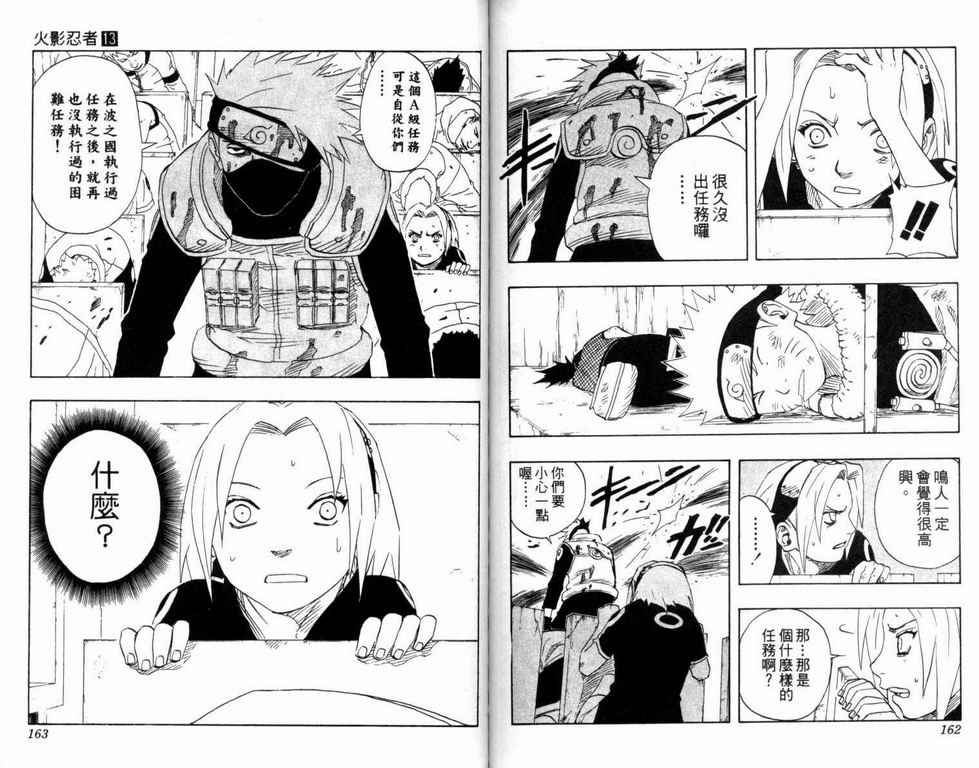 !!
很久沒
出任務囉
……
鳴人一定
會覺得很高
興。
……!
キン
ガッ
你們要
小心一點
喔……
那…那是
個什麼樣的
任務啊?
162
火影忍者 13
這個A級任務
可是自從你們
……
在波之國執行過
任務之後,就再
也沒執行過的困
難任務!
什麼?
163